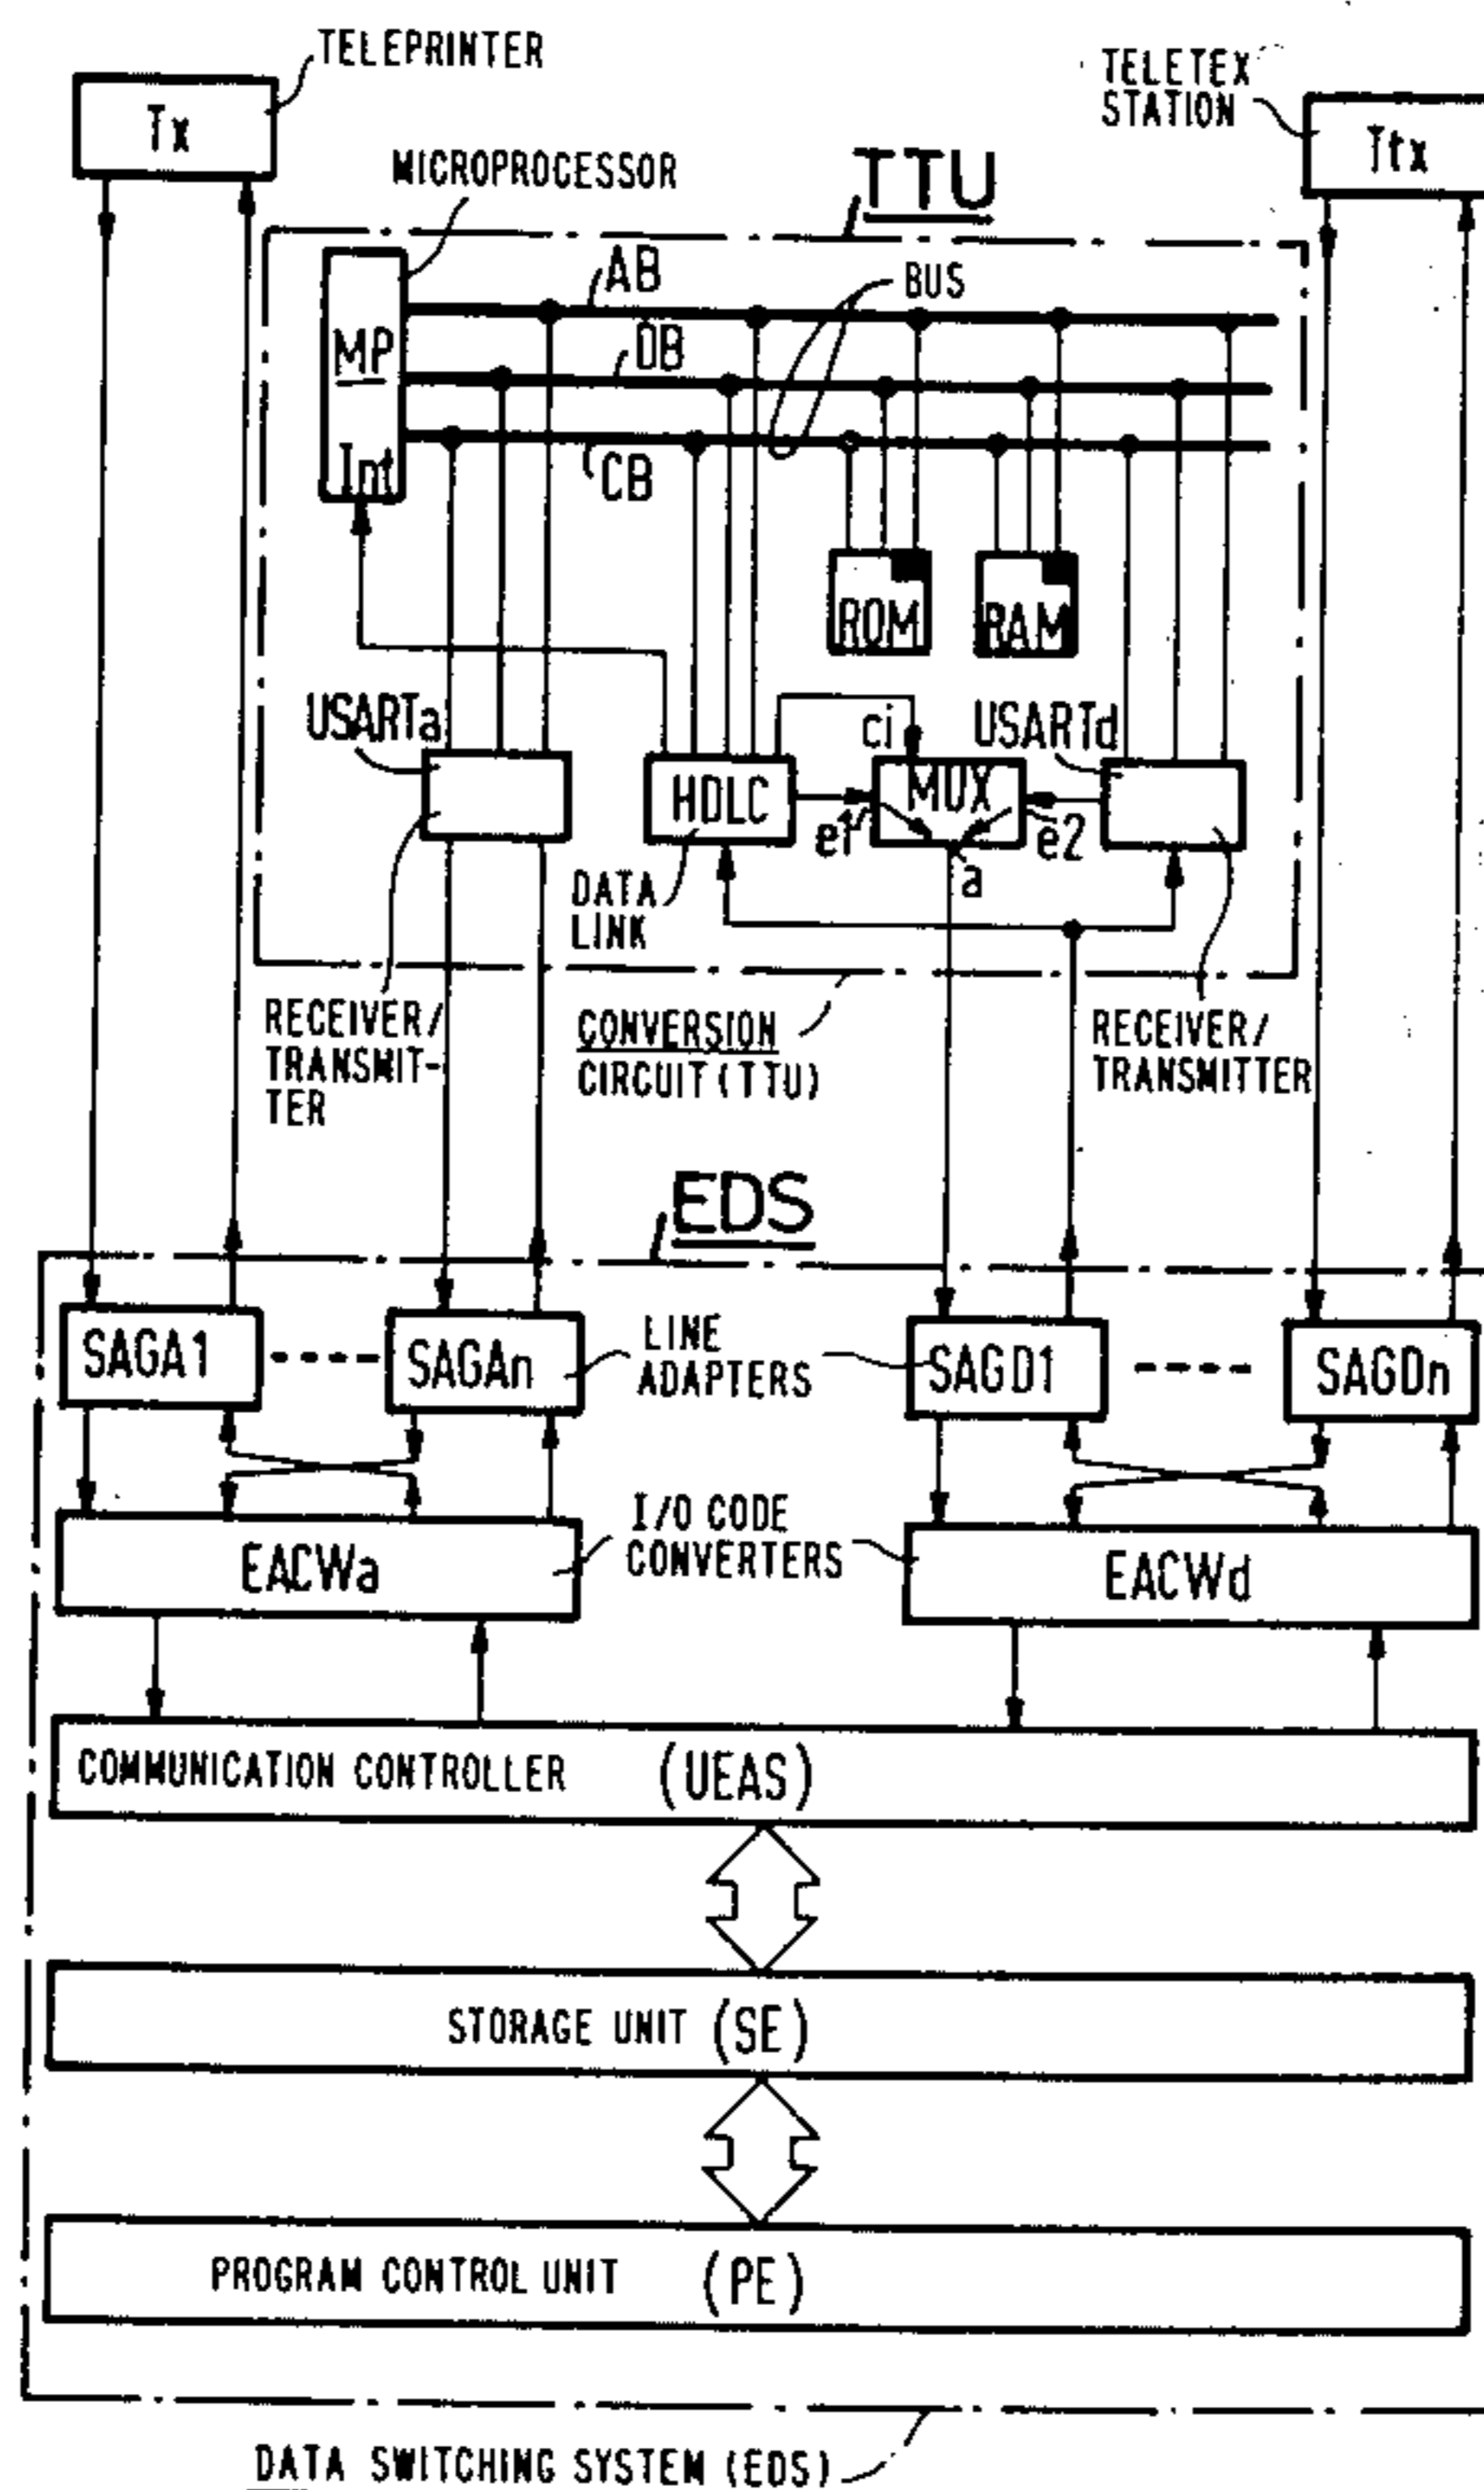 TELEPRINTER
Tx
TELETEX
STATION
Ttx
MICROPROCESSOR
TTU
AB
BUS
MP
DB
Int
CB
ROM
RAM
USARTa
ci
USARTd
HDLC
MUX
e1
e2
a
DATA
LINK
RECEIVER/
TRANSMIT-
TER
CONVERSION
CIRCUIT (TTU)
RECEIVER/
TRANSMITTER
EDS
SAGA1
SAGAn
LINE
ADAPTERS
SAGD1
SAGDn
EACWa
I/O CODE
CONVERTERS
EACWd
COMMUNICATION CONTROLLER (UEAS)
STORAGE UNIT (SE)
PROGRAM CONTROL UNIT (PE)
DATA SWITCHING SYSTEM (EDS)